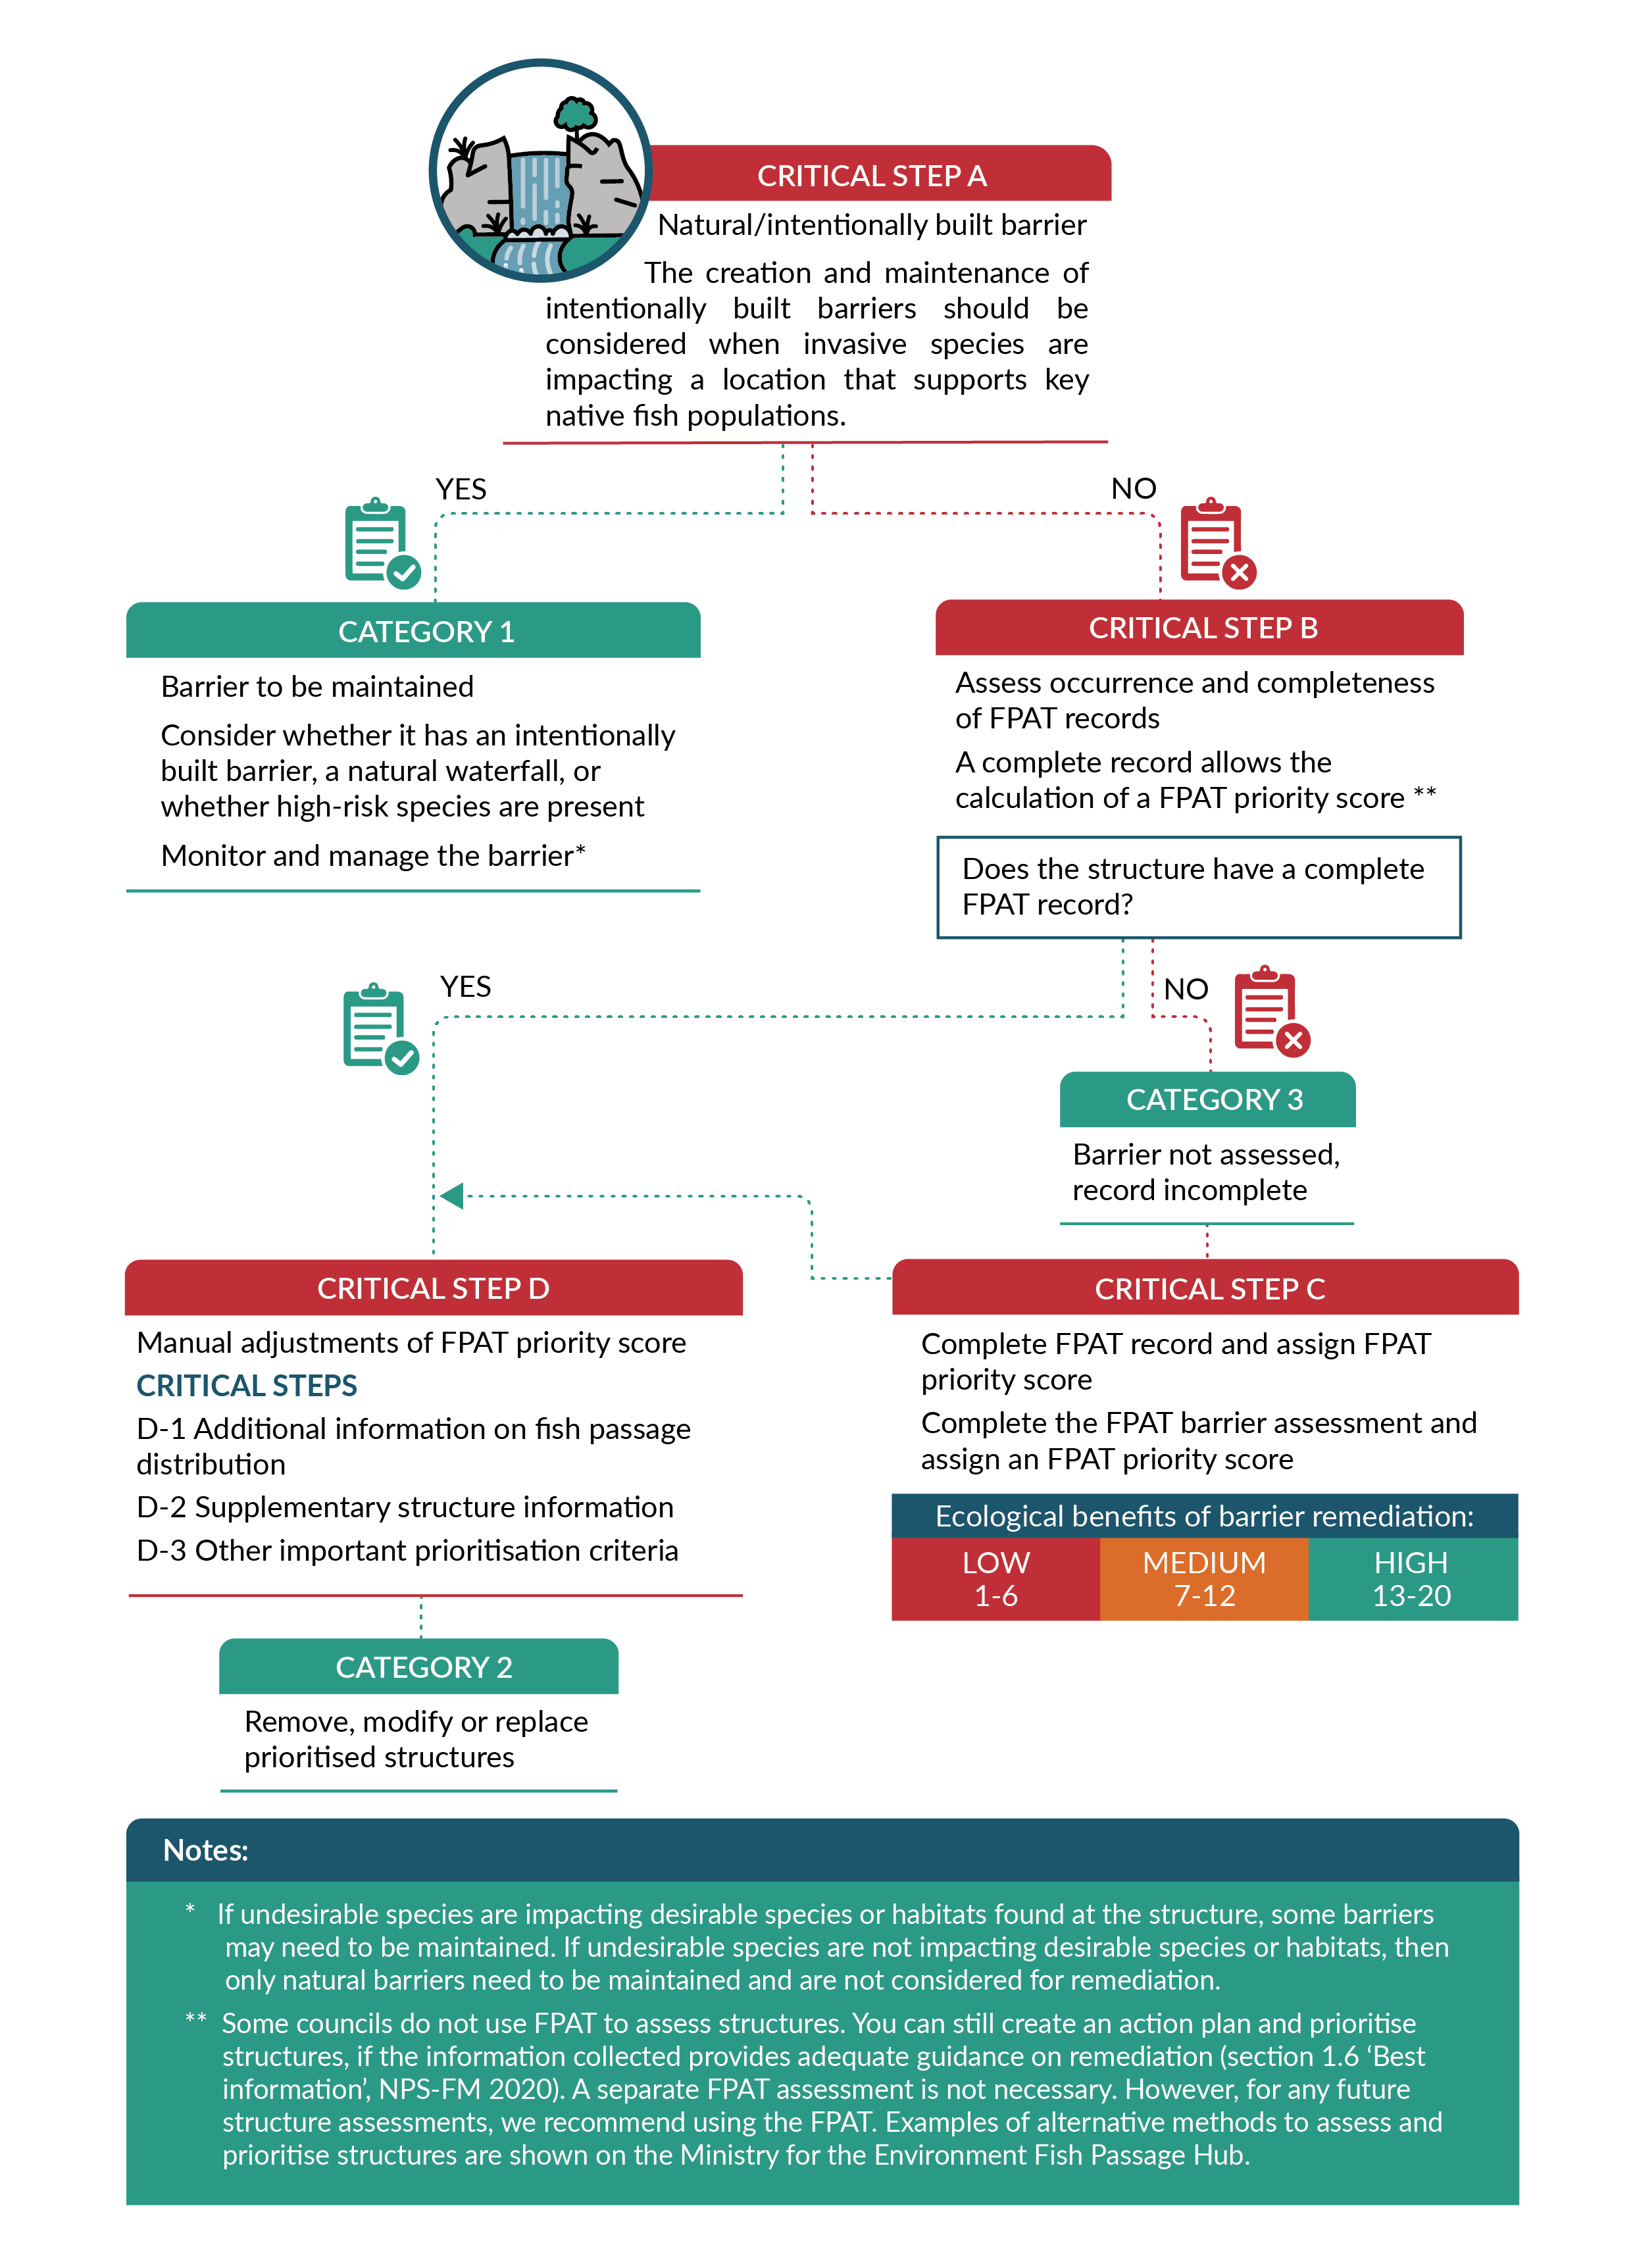 CRITICAL STEP A
Natural/intentionally built barrier
The creation and maintenance of
intentionally built barriers should be
considered when invasive species are
impacting a location that supports key
native fish populations.
YES
NO
CATEGORY 1
Barrier to be maintained
Consider whether it has an intentionally
built barrier, a natural waterfall, or
whether high-risk species are present
Monitor and manage the barrier*
CRITICAL STEP B
Assess occurrence and completeness
of FPAT records
A complete record allows the
calculation of a FPAT priority score **
Does the structure have a complete
FPAT record?
YES
NO
CATEGORY 3
Barrier not assessed,
record incomplete
CRITICAL STEP D
Manual adjustments of FPAT priority score
CRITICAL STEPS
D-1 Additional information on fish passage
distribution
D-2 Supplementary structure information
D-3 Other important prioritisation criteria
CRITICAL STEP C
Complete FPAT record and assign FPAT
priority score
Complete the FPAT barrier assessment and
assign an FPAT priority score
Ecological benefits of barrier remediation:
LOW
1-6
MEDIUM
7-12
HIGH
13-20
CATEGORY 2
Remove, modify or replace
prioritised structures
Notes:
* If undesirable species are impacting desirable species or habitats found at the structure, some barriers
may need to be maintained. If undesirable species are not impacting desirable species or habitats, then
only natural barriers need to be maintained and are not considered for remediation.
** Some councils do not use FPAT to assess structures. You can still create an action plan and prioritise
structures, if the information collected provides adequate guidance on remediation (section 1.6 ‘Best
information’, NPS-FM 2020). A separate FPAT assessment is not necessary. However, for any future
structure assessments, we recommend using the FPAT. Examples of alternative methods to assess and
prioritise structures are shown on the Ministry for the Environment Fish Passage Hub.